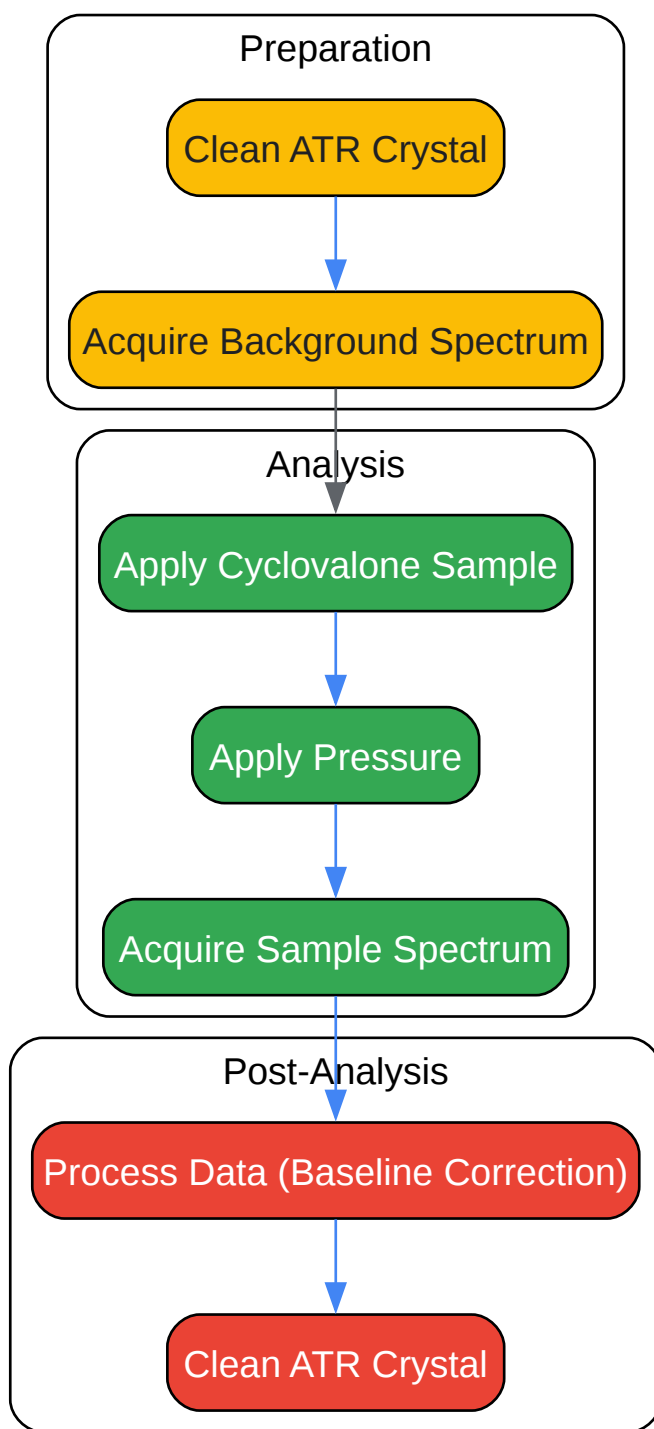 Preparation
Clean ATR Crystal
Acquire Background Spectrum
Analysis
Apply Cyclovalone Sample
Apply Pressure
Acquire Sample Spectrum
Post-Analysis
Process Data (Baseline Correction)
Clean ATR Crystal